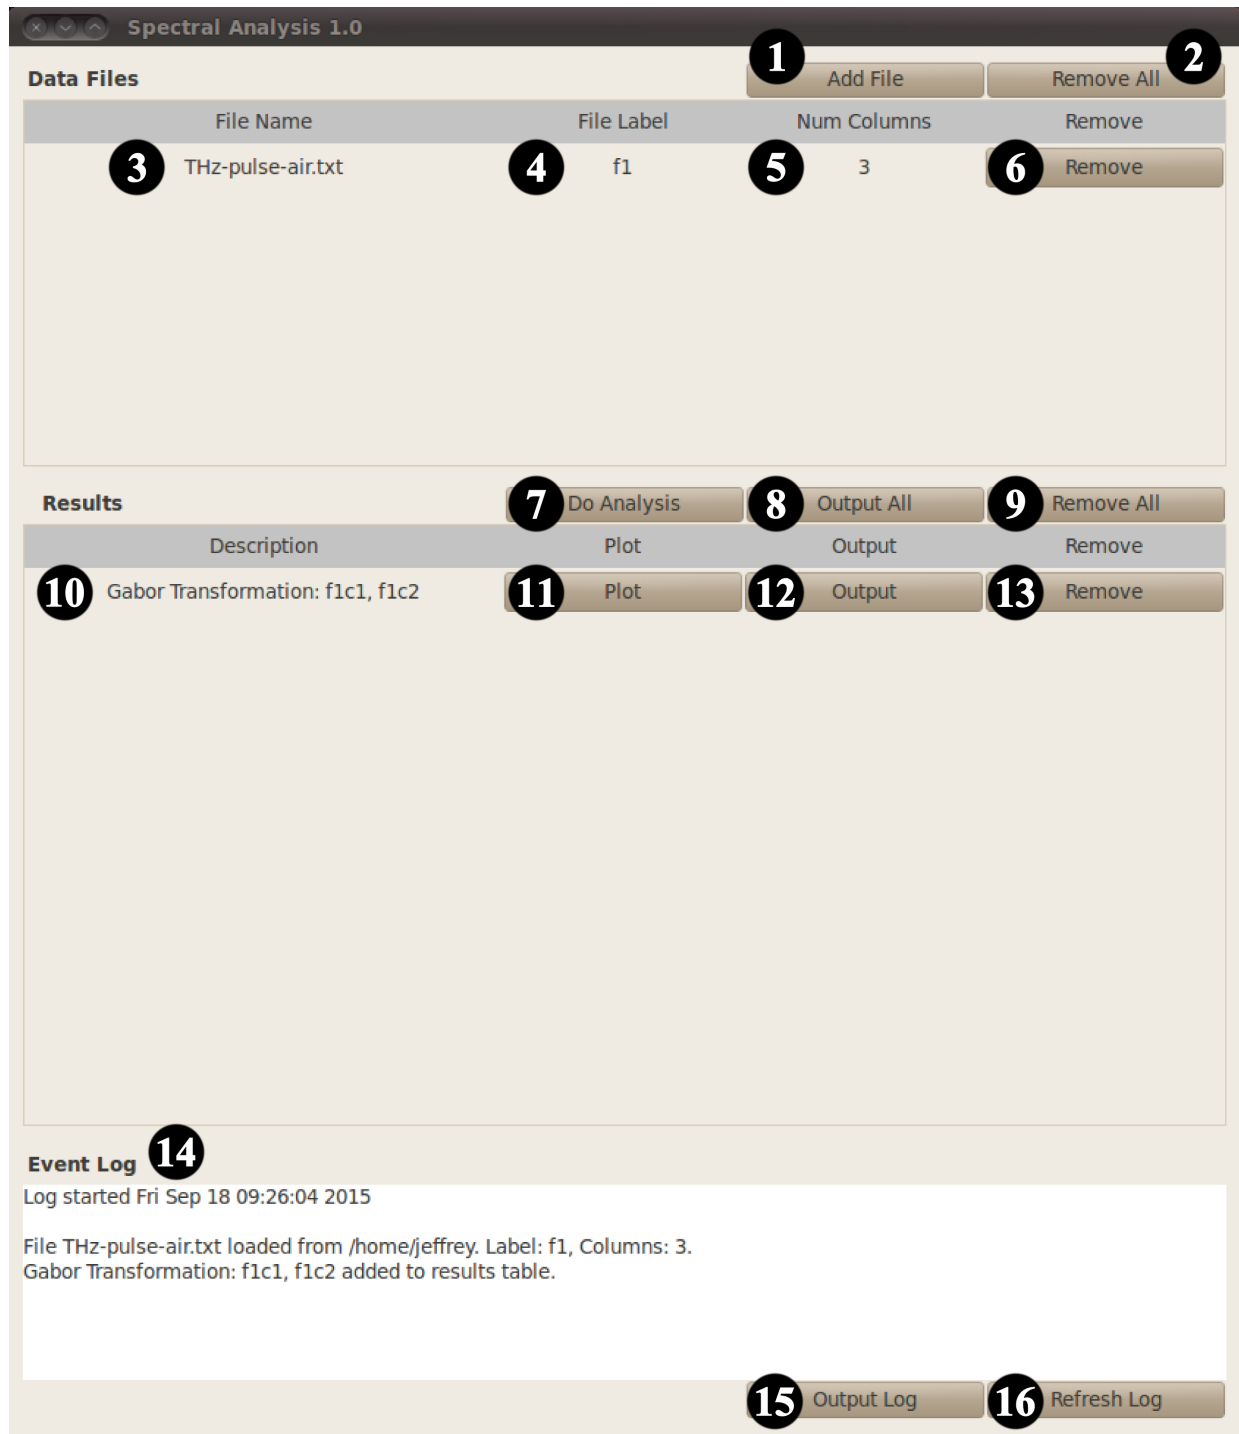 Spectral Analysis 1.0
Data Files 1 Add File Remove All 2
File Name File Label Num Columns Remove
3 THz-pulse-air.txt 4 f1 5 3 6 Remove
Results 7 Do Analysis 8 Output All 9 Remove All
Description Plot Output Remove
10 Gabor Transformation: f1c1, f1c2 11 Plot 12 Output 13 Remove
Event Log 14
Log started Fri Sep 18 09:26:04 2015
File THz-pulse-air.txt loaded from /home/jeffrey. Label: f1, Columns: 3.
Gabor Transformation: f1c1, f1c2 added to results table.
15 Output Log 16 Refresh Log